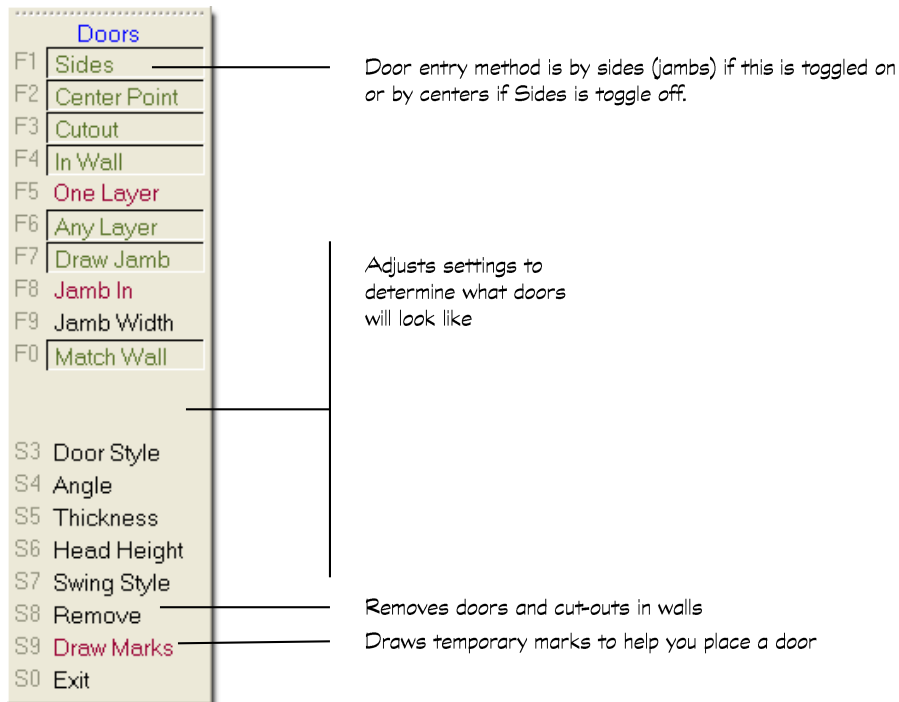 Doors
F1 Sides
F2 Center Point
F3 Cutout
F4 In Wall
F5 One Layer
F6 Any Layer
F7 Draw Jamb
F8 Jamb In
F9 Jamb Width
F0 Match Wall
S3 Door Style
S4 Angle
S5 Thickness
S6 Head Height
S7 Swing Style
S8 Remove
S9 Draw Marks
S0 Exit
Door entry method is by sides (jambs) if this is toggled on
or by centers if Sides is toggle off.
Adjusts settings to
determine what doors
will look like
Removes doors and cut-outs in walls
Draws temporary marks to help you place a door